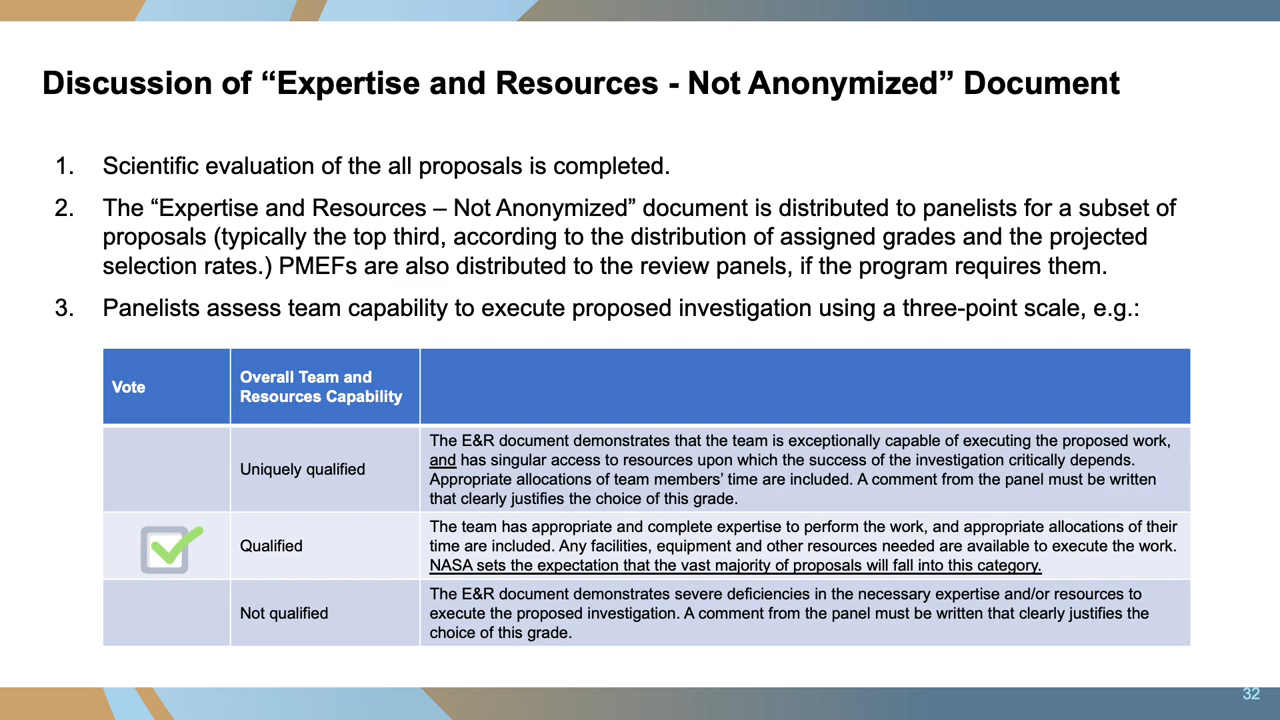 Discussion of “Expertise and Resources - Not Anonymized” Document
1. Scientific evaluation of the all proposals is completed.
2. The “Expertise and Resources – Not Anonymized” document is distributed to panelists for a subset of
proposals (typically the top third, according to the distribution of assigned grades and the projected
selection rates.) PMEFs are also distributed to the review panels, if the program requires them.
3. Panelists assess team capability to execute proposed investigation using a three-point scale, e.g.:
Vote
Overall Team and
Resources Capability
Uniquely qualified
The E&R document demonstrates that the team is exceptionally capable of executing the proposed work,
and has singular access to resources upon which the success of the investigation critically depends.
Appropriate allocations of team members’ time are included. A comment from the panel must be written
that clearly justifies the choice of this grade.
Qualified
The team has appropriate and complete expertise to perform the work, and appropriate allocations of their
time are included. Any facilities, equipment and other resources needed are available to execute the work.
NASA sets the expectation that the vast majority of proposals will fall into this category.
Not qualified
The E&R document demonstrates severe deficiencies in the necessary expertise and/or resources to
execute the proposed investigation. A comment from the panel must be written that clearly justifies the
choice of this grade.
32